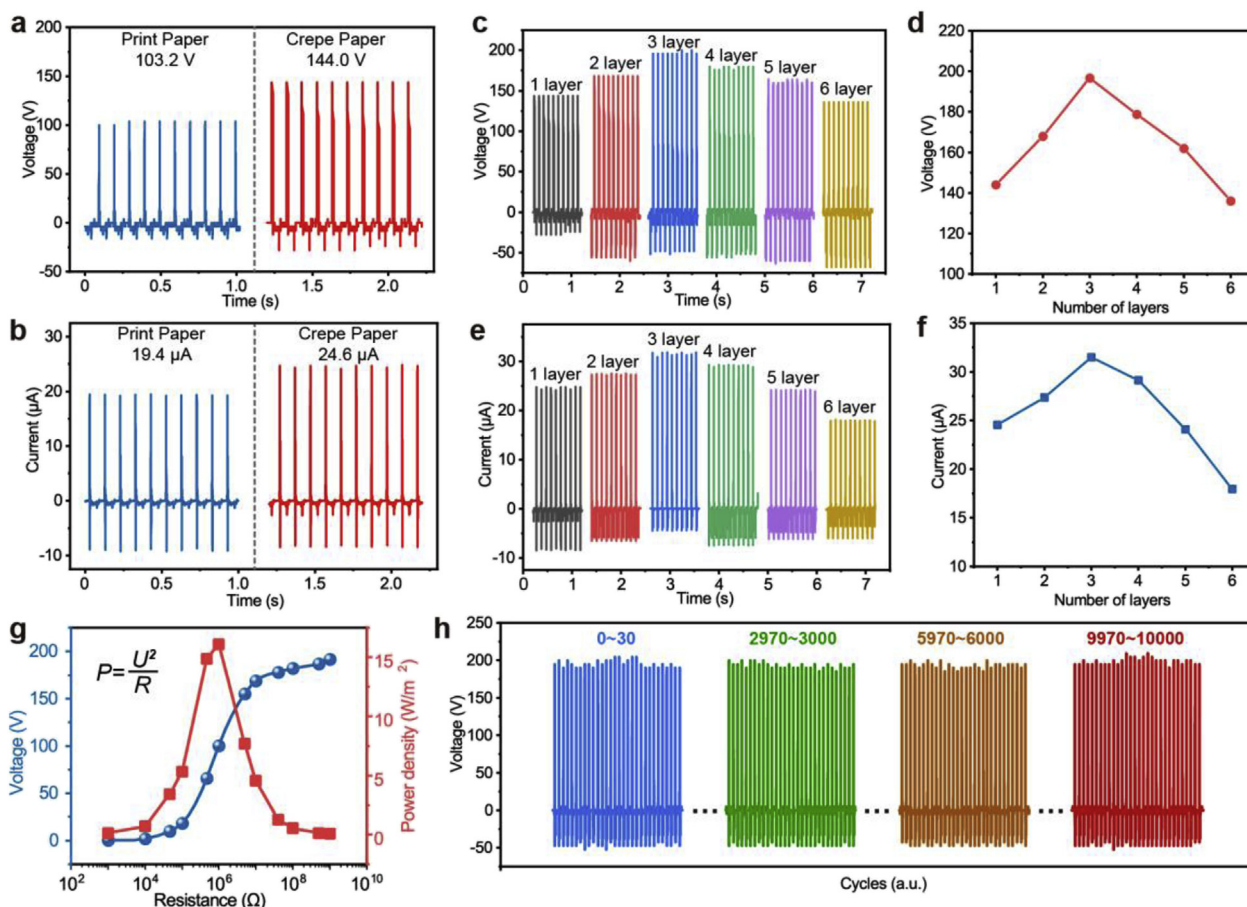 a
Print Paper
103.2 V
Crepe Paper
144.0 V
200
150
100
50
0
-50
Voltage (V)
0
0.5
1.0
1.5
2.0
Time (s)
c
1 layer
2 layer
3 layer
4 layer
5 layer
6 layer
200
150
100
50
0
-50
Voltage (V)
1
2
3
4
5
6
7
Time (s)
d
220
200
180
160
140
120
100
Voltage (V)
1
2
3
4
5
6
Number of layers
b
Print Paper
19.4 µA
Crepe Paper
24.6 µA
30
20
10
0
-10
Current (µA)
0
0.5
1.0
1.5
2.0
Time (s)
e
1 layer
2 layer
3 layer
4 layer
5 layer
6 layer
30
20
10
0
-10
Current (µA)
1
2
3
4
5
6
7
Time (s)
f
35
30
25
20
15
10
Current (µA)
1
2
3
4
5
6
Number of layers
g
P=U²/R
200
150
100
50
0
Voltage (V)
15
10
5
0
Power density (W/m²)
10² 10⁴ 10⁶ 10⁸ 10¹⁰
Resistance (Ω)
h
0~30
2970~3000
5970~6000
9970~10000
250
200
150
100
50
0
-50
Voltage (V)
Cycles (a.u.)